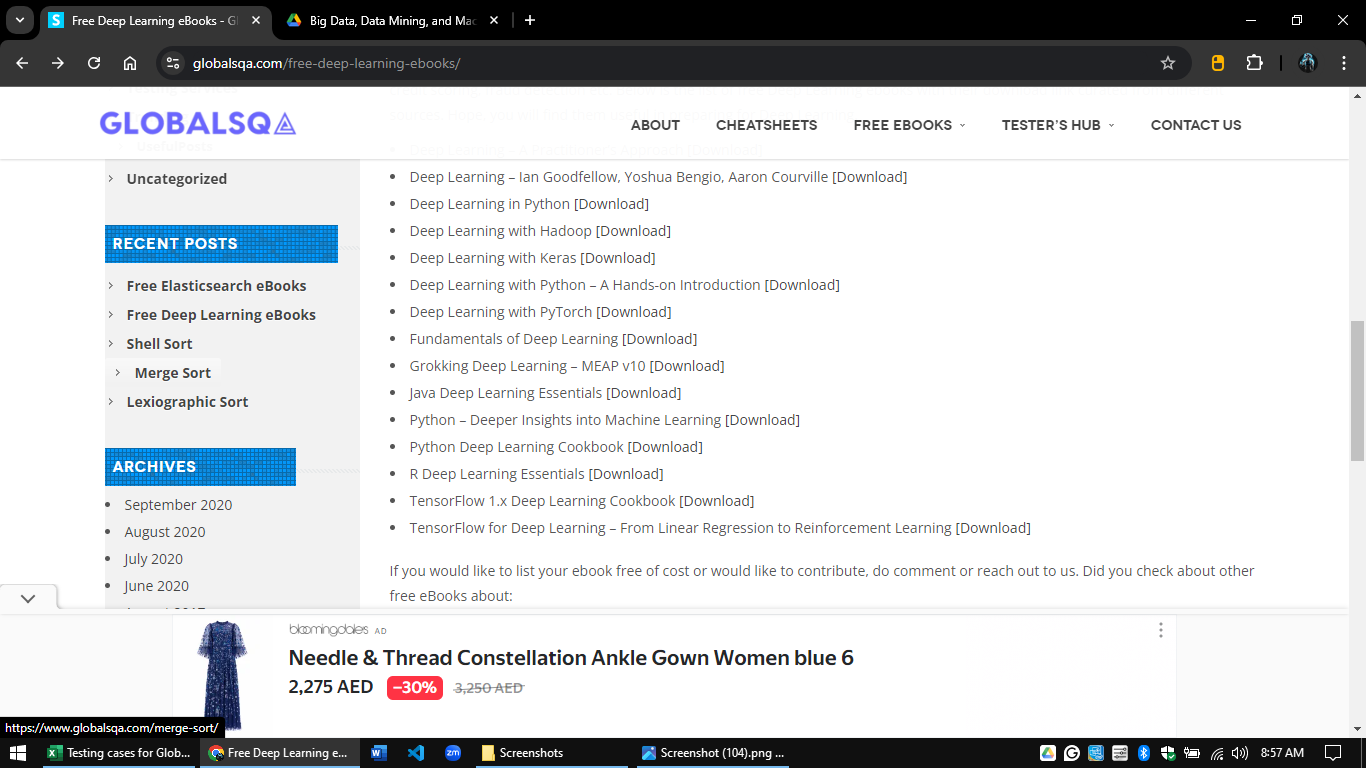 Free Deep Learning eBooks - Gl
Big Data, Data Mining, and Mac
globalsqa.com/free-deep-learning-ebooks/
GLOBALSQA
ABOUT
CHEATSHEETS
FREE EBOOKS
TESTER'S HUB
CONTACT US
Uncategorized
RECENT POSTS
Free Elasticsearch eBooks
Free Deep Learning eBooks
Shell Sort
Merge Sort
Lexiographic Sort
ARCHIVES
September 2020
August 2020
July 2020
June 2020
Deep Learning – Ian Goodfellow, Yoshua Bengio, Aaron Courville [Download]
Deep Learning in Python [Download]
Deep Learning with Hadoop [Download]
Deep Learning with Keras [Download]
Deep Learning with Python – A Hands-on Introduction [Download]
Deep Learning with PyTorch [Download]
Fundamentals of Deep Learning [Download]
Grokking Deep Learning – MEAP v10 [Download]
Java Deep Learning Essentials [Download]
Python – Deeper Insights into Machine Learning [Download]
Python Deep Learning Cookbook [Download]
R Deep Learning Essentials [Download]
TensorFlow 1.x Deep Learning Cookbook [Download]
TensorFlow for Deep Learning – From Linear Regression to Reinforcement Learning [Download]
If you would like to list your ebook free of cost or would like to contribute, do comment or reach out to us. Did you check about other
free eBooks about:
bloomingdales AD
Needle & Thread Constellation Ankle Gown Women blue 6
2,275 AED -30% 3,250 AED
https://www.globalsqa.com/merge-sort/
Testing cases for Glob...
Free Deep Learning e...
zm
Screenshots
Screenshot (104).png ...
8:57 AM